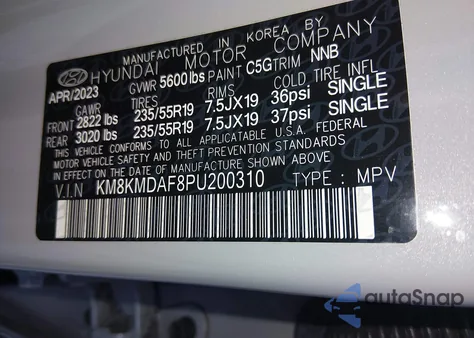 MANUFACTURED IN KOREA BY
HYUNDAI MOTOR COMPANY
APR/2023 GVWR 5600 lbs PAINT C5G TRIM NNB
GAWR TIRES RIMS COLD TIRE INFL
FRONT 2822 lbs 235/55R19 7.5JX19 36psi SINGLE
REAR 3020 lbs 235/55R19 7.5JX19 37psi SINGLE
THIS VEHICLE CONFORMS TO ALL APPLICABLE U.S.A. FEDERAL
MOTOR VEHICLE SAFETY AND THEFT PREVENTION STANDARDS
IN EFFECT ON THE DATE OF MANUFACTURE SHOWN ABOVE.
V.I.N KM8KMDAF8PU200310 TYPE : MPV
autoSnap